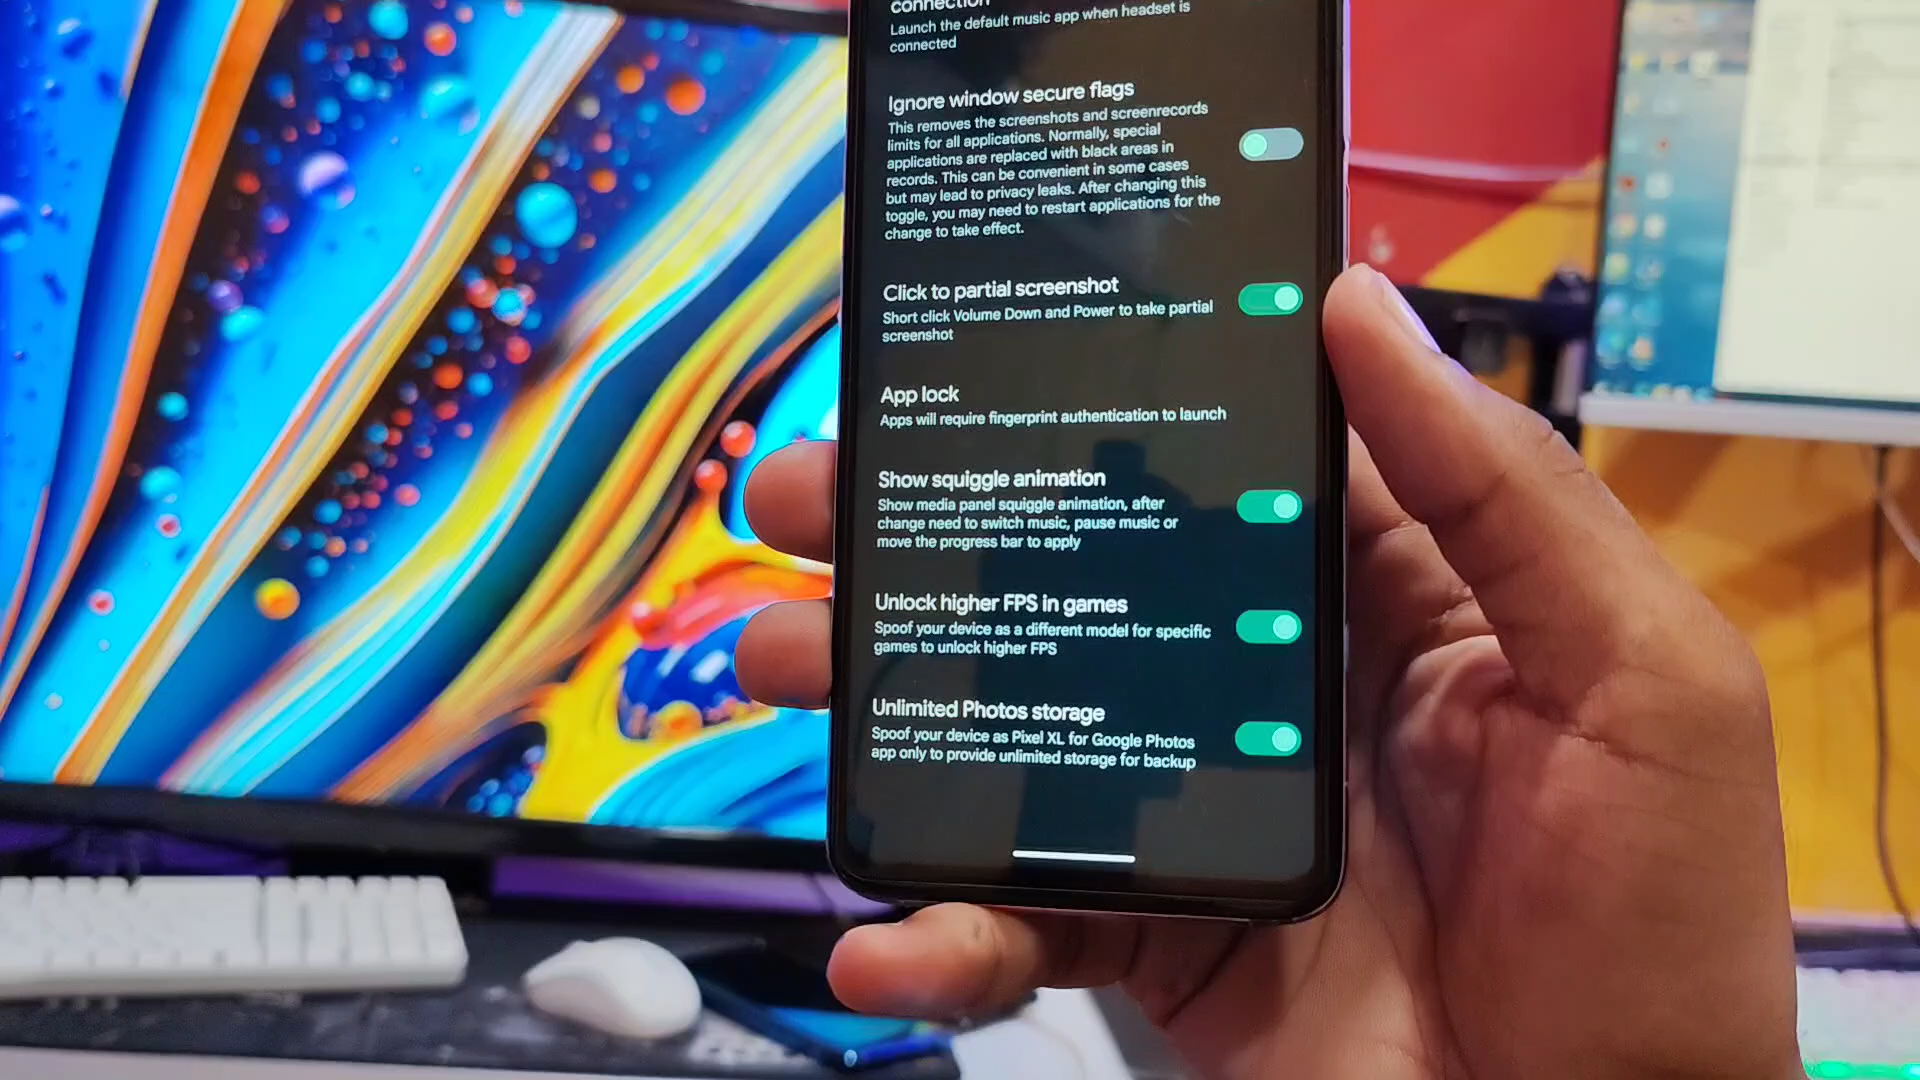 connection
Launch the default music app when headset is
connected
Ignore window secure flags
This removes the screenshots and screenrecords
limits for all applications. Normally, special
applications are replaced with black areas in
records. This can be convenient in some cases
but may lead to privacy leaks. After changing this
toggle, you may need to restart applications for the
change to take effect.
Click to partial screenshot
Short click Volume Down and Power to take partial
screenshot
App lock
Apps will require fingerprint authentication to launch
Show squiggle animation
Show media panel squiggle animation, after
change need to switch music, pause music or
move the progress bar to apply
Unlock higher FPS in games
Spoof your device as a different model for specific
games to unlock higher FPS
Unlimited Photos storage
Spoof your device as Pixel XL for Google Photos
app only to provide unlimited storage for backup